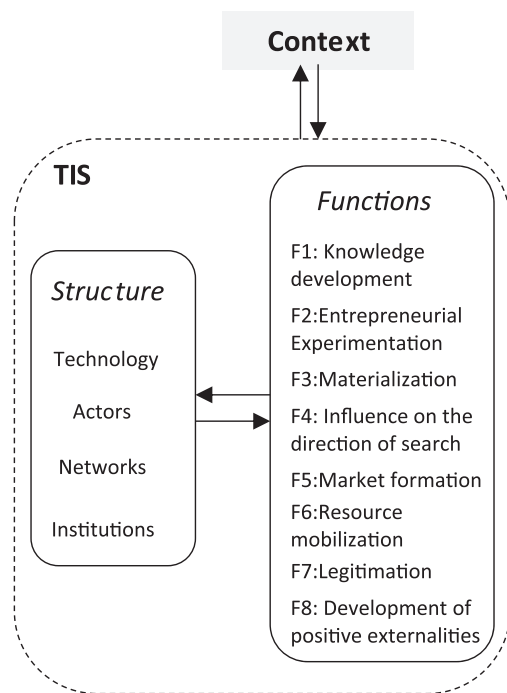 Context
TIS
Structure
Technology
Actors
Networks
Institutions
Functions
F1: Knowledge
development
F2:Entrepreneurial
Experimentation
F3:Materialization
F4: Influence on the
direction of search
F5:Market formation
F6:Resource
mobilization
F7:Legitimation
F8: Development of
positive externalities